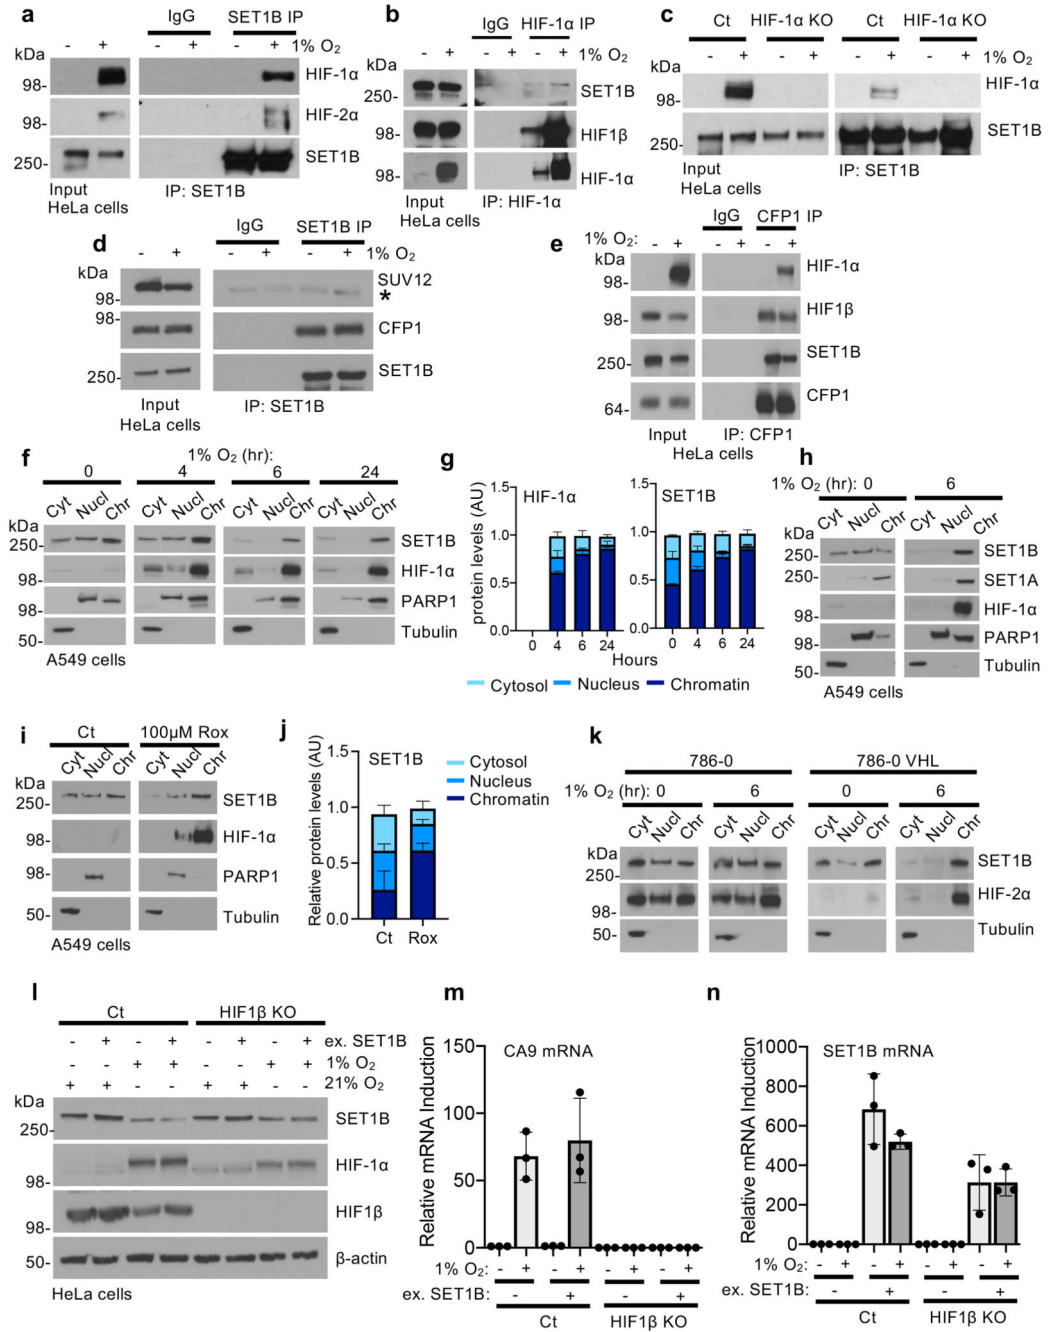 a
IgG
SET1B IP
- + - + - + 1% O₂
kDa
98- HIF-1α
98- HIF-2α
250- SET1B
Input IP: SET1B
HeLa cells
b
IgG HIF-1α IP
- + - + - + 1% O₂
kDa
250- SET1B
98- HIF1β
98- HIF-1α
Input IP: HIF-1α
HeLa cells
c
Ct HIF-1α KO Ct HIF-1α KO
- + - + - + - + 1% O₂
kDa
98- HIF-1α
250- SET1B
Input IP: SET1B
HeLa cells
d
IgG SET1B IP
- + - + - + 1% O₂
kDa
98- SUV12
*
98- CFP1
250- SET1B
Input IP: SET1B
HeLa cells
e
IgG CFP1 IP
1% O₂: - + - + - +
kDa
98- HIF-1α
98- HIF1β
250- SET1B
64- CFP1
Input IP: CFP1
HeLa cells
f
1% O₂ (hr):
0 4 6 24
Cyt Nucl Chr Cyt Nucl Chr Cyt Nucl Chr Cyt Nucl Chr
kDa
250- SET1B
98- HIF-1α
98- PARP1
50- Tubulin
A549 cells
g
protein levels (AU)
1.5
1.0
0.5
0.0
HIF-1α
0 4 6 24
1.5
1.0
0.5
0.0
SET1B
0 4 6 24
Hours
Cytosol Nucleus Chromatin
h
1% O₂ (hr): 0 6
Cyt Nucl Chr Cyt Nucl Chr
kDa
250- SET1B
250- SET1A
98- HIF-1α
98- PARP1
50- Tubulin
A549 cells
i
Ct 100µM Rox
Cyt Nucl Chr Cyt Nucl Chr
kDa
250- SET1B
98- HIF-1α
98- PARP1
50- Tubulin
A549 cells
j
Relative protein levels (AU)
1.5
1.0
0.5
0.0
SET1B
Cytosol
Nucleus
Chromatin
Ct Rox
k
786-0 786-0 VHL
1% O₂ (hr): 0 6 0 6
Cyt Nucl Chr Cyt Nucl Chr Cyt Nucl Chr Cyt Nucl Chr
kDa
250- SET1B
98- HIF-2α
50- Tubulin
l
Ct HIF1β KO
- + - + - + - + ex. SET1B
- - + + - - + + 1% O₂
+ + - - + + - - 21% O₂
kDa
250- SET1B
98- HIF-1α
98- HIF1β
50- β-actin
HeLa cells
m
Relative mRNA Induction
150
100
50
0
CA9 mRNA
1% O₂: - + - + - + - +
ex. SET1B: - + - +
Ct HIF1β KO
n
Relative mRNA Induction
1000
800
600
400
200
0
SET1B mRNA
1% O₂: - + - + - + - +
ex. SET1B: - + - +
Ct HIF1β KO